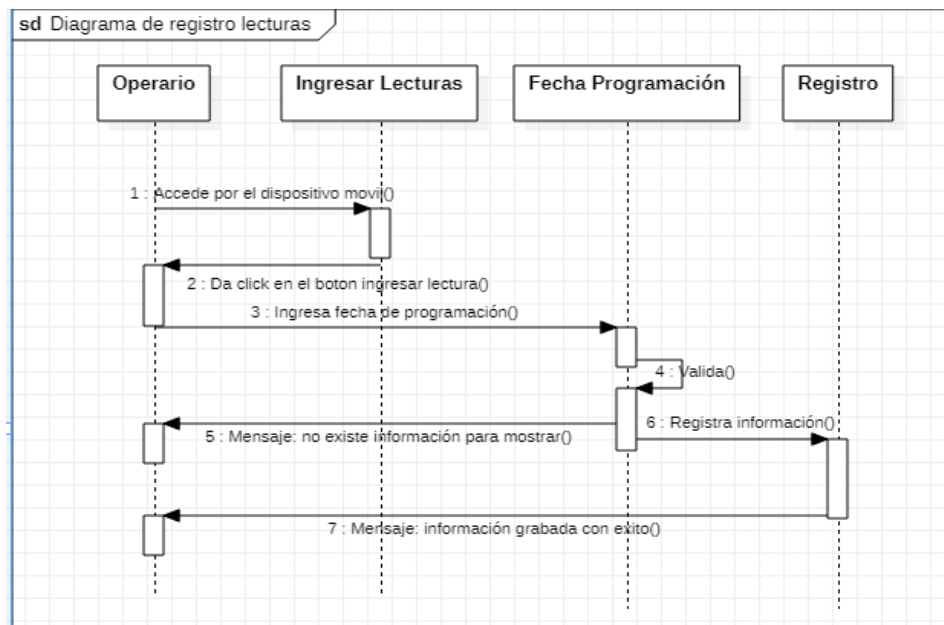 sd Diagrama de registro lecturas
Operario
Ingresar Lecturas
Fecha Programación
Registro
1 : Accede por el dispositivo movil()
2 : Da click en el boton ingresar lectura()
3 : Ingresa fecha de programación()
4 : Valida()
5 : Mensaje: no existe información para mostrar()
6 : Registra información()
7 : Mensaje: información grabada con exito()